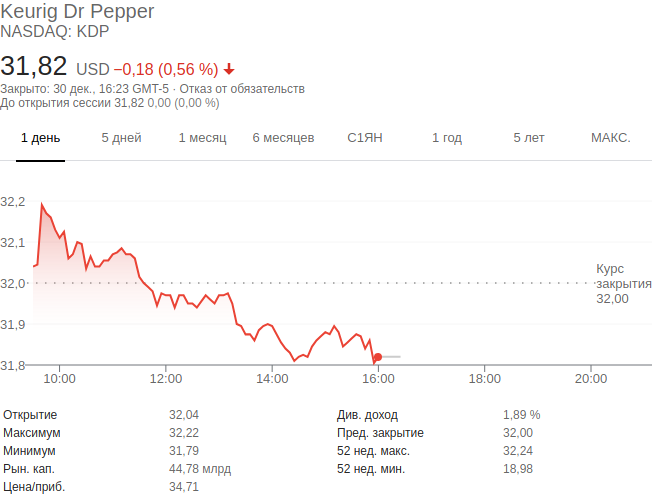 Keurig Dr Pepper
NASDAQ: KDP
31,82 USD −0,18 (0,56 %)
Закрыто: 30 дек., 16:23 GMT-5 · Отказ от обязательств
До открытия сессии 31,82 0,00 (0,00 %)
1 день 5 дней 1 месяц 6 месяцев С1ЯН 1 год 5 лет МАКС.
32,2
32,1
32,0
31,9
31,8
Курс
закрытия
32,00
10:00 12:00 14:00 16:00 18:00 20:00
Открытие 32,04 Див. доход 1,89 %
Максимум 32,22 Пред. закрытие 32,00
Минимум 31,79 52 нед. макс. 32,24
Рын. кап. 44,78 млрд 52 нед. мин. 18,98
Цена/приб. 34,71